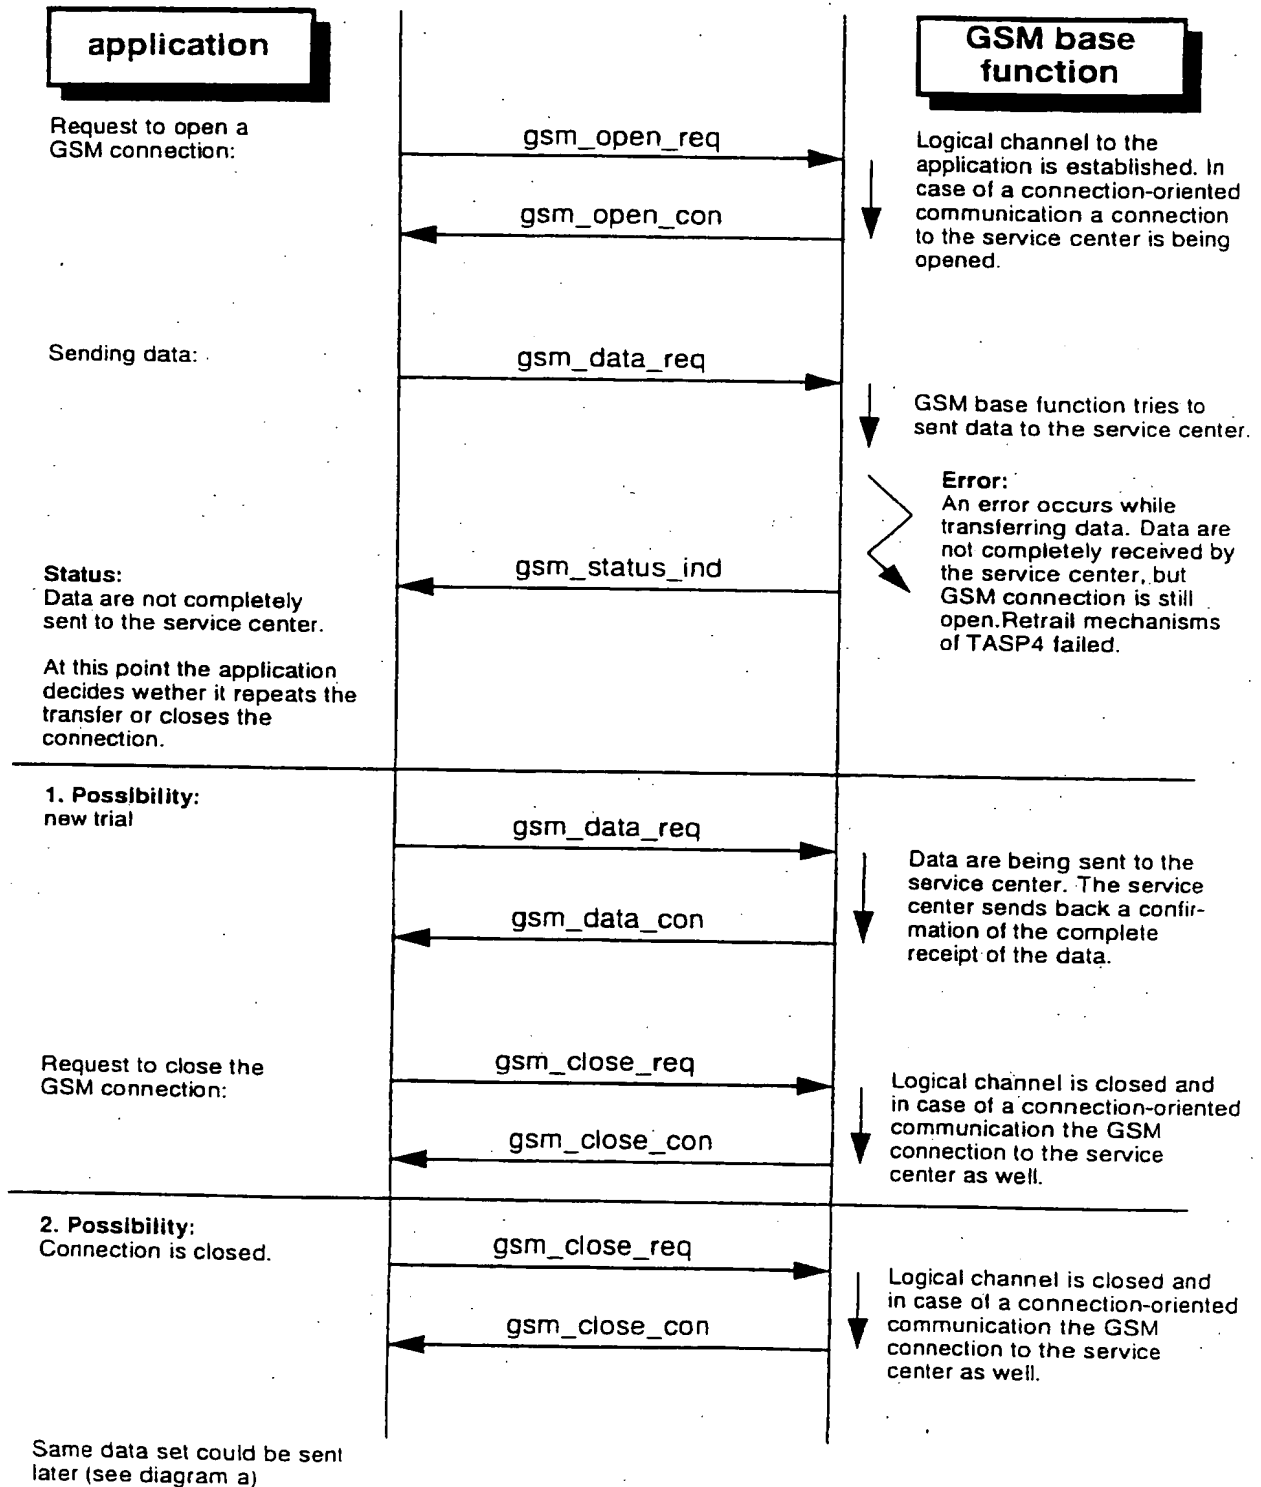 application
GSM base
function
Request to open a
GSM connection:
gsm_open_req
Logical channel to the
application is established. In
case of a connection-oriented
communication a connection
to the service center is being
opened.
gsm_open_con
Sending data:
gsm_data_req
GSM base function tries to
sent data to the service center.
Error:
An error occurs while
transferring data. Data are
not completely received by
the service center, but
GSM connection is still
open.Retrail mechanisms
of TASP4 failed.
gsm_status_ind
Status:
Data are not completely
sent to the service center.
At this point the application
decides wether it repeats the
transfer or closes the
connection.
1. Possibility:
new trial
gsm_data_req
Data are being sent to the
service center. The service
center sends back a confir-
mation of the complete
receipt of the data.
gsm_data_con
Request to close the
GSM connection:
gsm_close_req
Logical channel is closed and
in case of a connection-oriented
communication the GSM
connection to the service
center as well.
gsm_close_con
2. Possibility:
Connection is closed.
gsm_close_req
Logical channel is closed and
in case of a connection-oriented
communication the GSM
connection to the service
center as well.
gsm_close_con
Same data set could be sent
later (see diagram a)